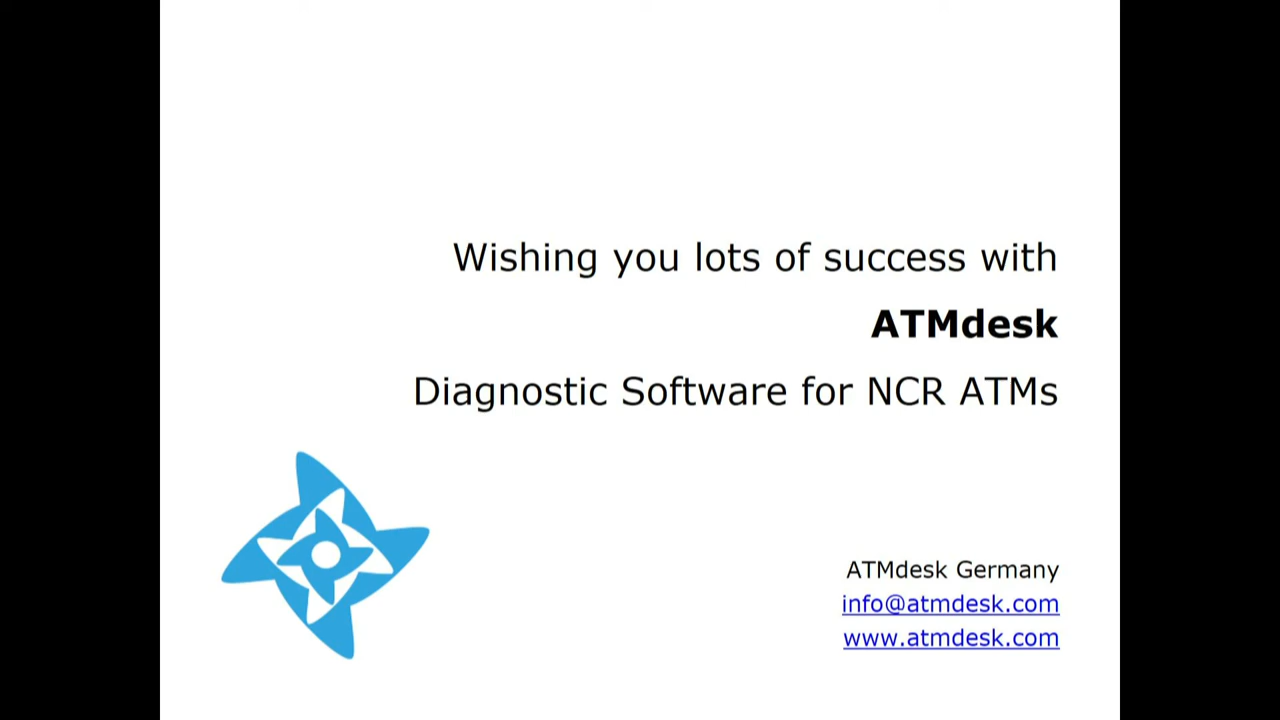 Wishing you lots of success with
ATMdesk
Diagnostic Software for NCR ATMs
ATMdesk Germany
info@atmdesk.com
www.atmdesk.com